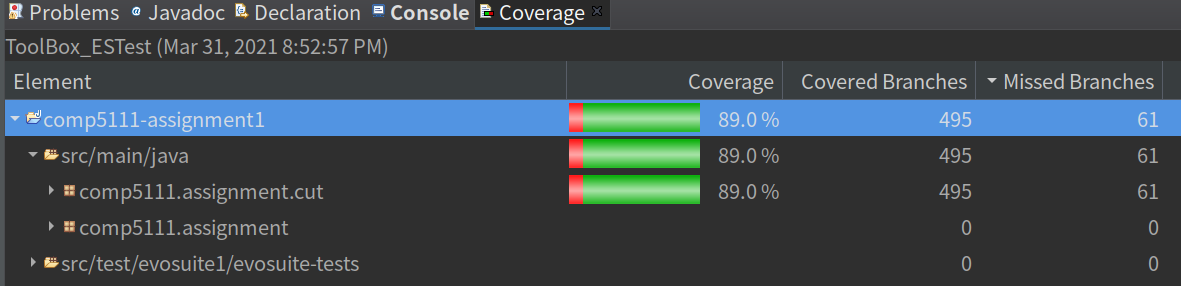 Problems @ Javadoc Declaration Console Coverage
ToolBox_ESTest (Mar 31, 2021 8:52:57 PM)
Element Coverage Covered Branches Missed Branches
comp5111-assignment1 89.0 % 495 61
src/main/java 89.0 % 495 61
comp5111.assignment.cut 89.0 % 495 61
comp5111.assignment 0 0
src/test/evosuite1/evosuite-tests 0 0